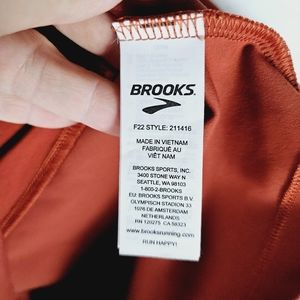 BROOKS
F22 STYLE: 211416
MADE IN VIETNAM
FABRIQUÉ AU
VIÊT NAM
BROOKS SPORTS, INC.
3400 STONE WAY N
SEATTLE, WA 98103
1-800-2-BROOKS
EU: BROOKS SPORTS B.V.
OLYMPISCH STADION 33
1076 DE AMSTERDAM
NETHERLANDS
RN 120275 CA 58323
www.brooksrunning.com
RUN HAPPY!